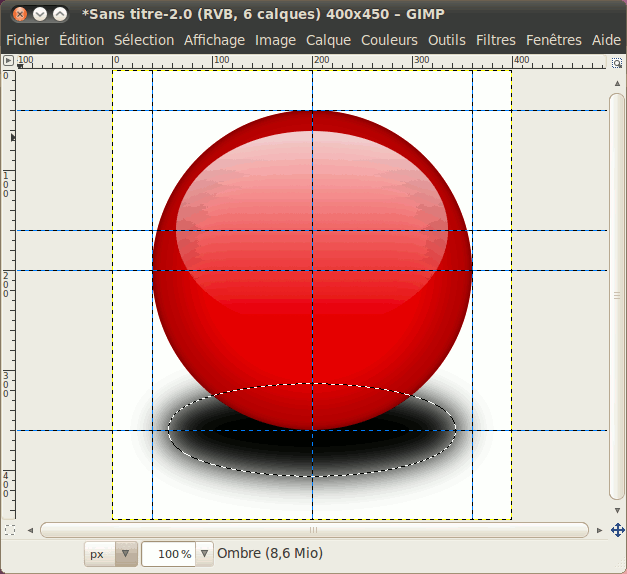 *Sans titre-2.0 (RVB, 6 calques) 400x450 – GIMP
Fichier Édition Sélection Affichage Image Calque Couleurs Outils Filtres Fenêtres Aide
-100 0 100 200 300 400
0
100
200
300
400
px 100 % Ombre (8,6 Mio)